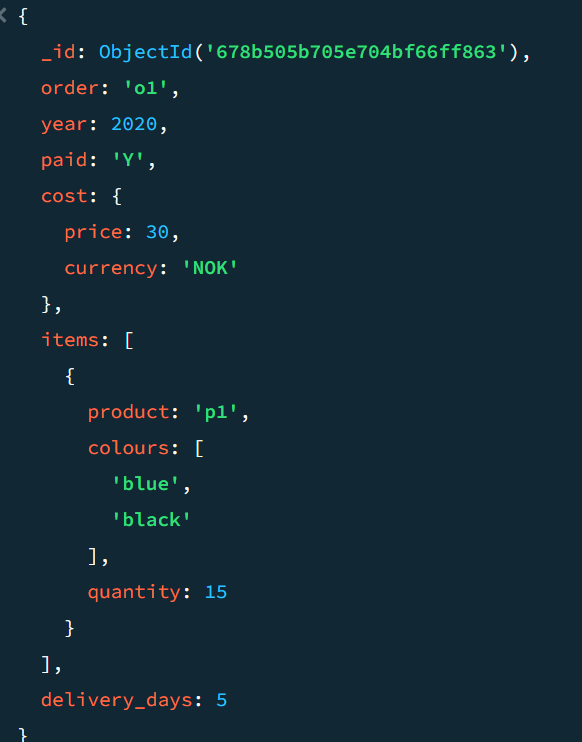 {
  _id: ObjectId('678b505b705e704bf66ff863'),
  order: 'o1',
  year: 2020,
  paid: 'Y',
  cost: {
    price: 30,
    currency: 'NOK'
  },
  items: [
    {
      product: 'p1',
      colours: [
        'blue',
        'black'
      ],
      quantity: 15
    }
  ],
  delivery_days: 5
}